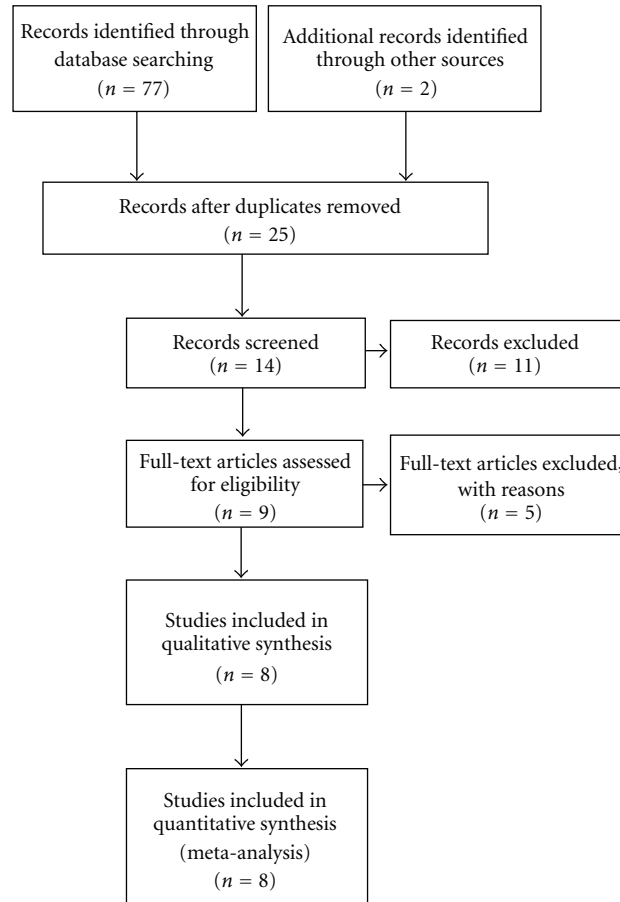 Records identified through
database searching
(n = 77)
Additional records identified
through other sources
(n = 2)
Records after duplicates removed
(n = 25)
Records screened
(n = 14)
Records excluded
(n = 11)
Full-text articles assessed
for eligibility
(n = 9)
Full-text articles excluded,
with reasons
(n = 5)
Studies included in
qualitative synthesis
(n = 8)
Studies included in
quantitative synthesis
(meta-analysis)
(n = 8)